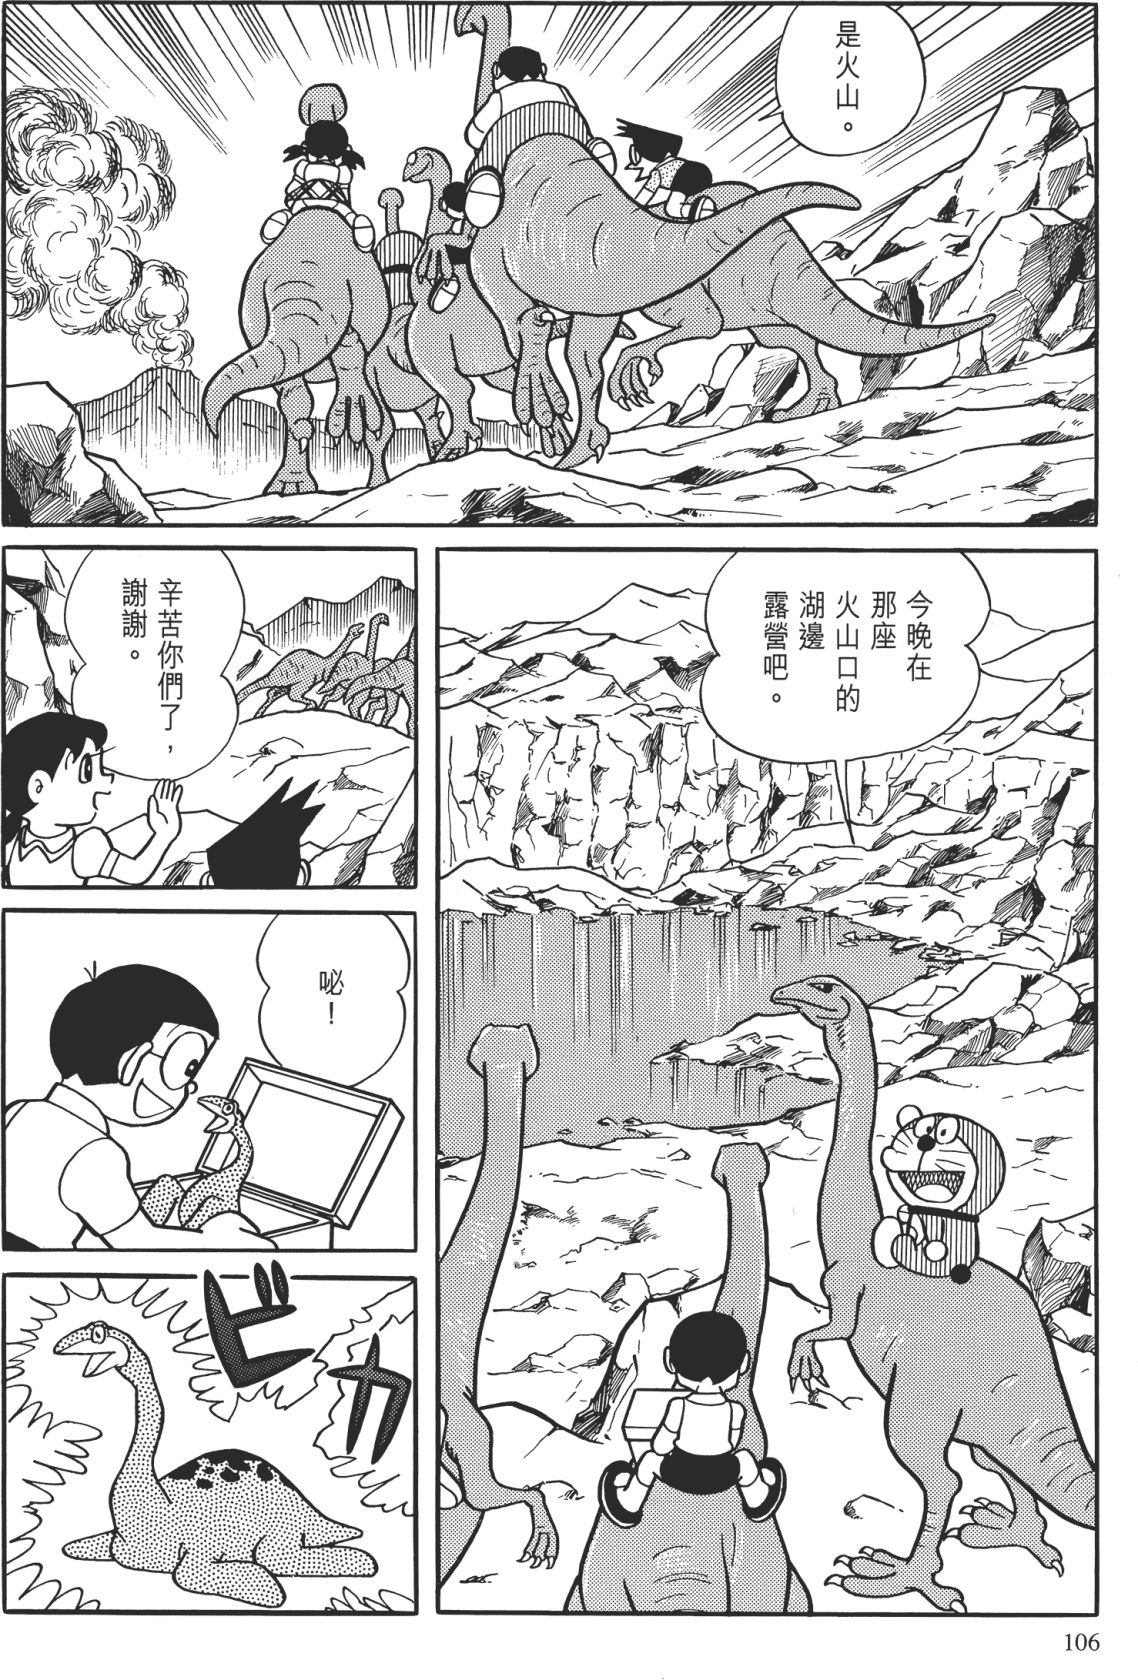 是火山。
今晚在
那座
火山口的
湖邊
露營吧。
辛苦你們了，
謝謝。
咇！
ピカ
106